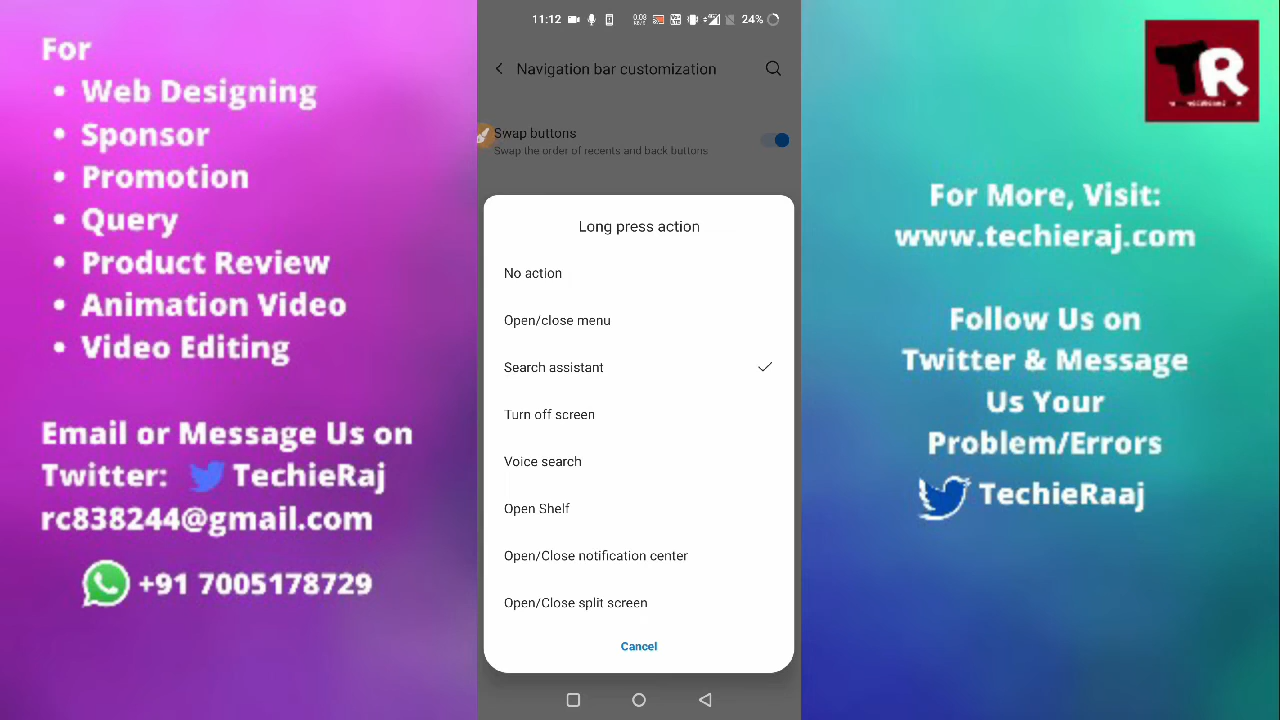 For
• Web Designing
• Sponsor
• Promotion
• Query
• Product Review
• Animation Video
• Video Editing
Email or Message Us on
Twitter: TechieRaj
rc838244@gmail.com
+91 7005178729
11:12
24%
Navigation bar customization
Swap buttons
Swap the order of recents and back buttons
Long press action
No action
Open/close menu
Search assistant
Turn off screen
Voice search
Open Shelf
Open/Close notification center
Open/Close split screen
Cancel
TR
For More, Visit:
www.techieraj.com
Follow Us on
Twitter & Message
Us Your
Problem/Errors
TechieRaaj